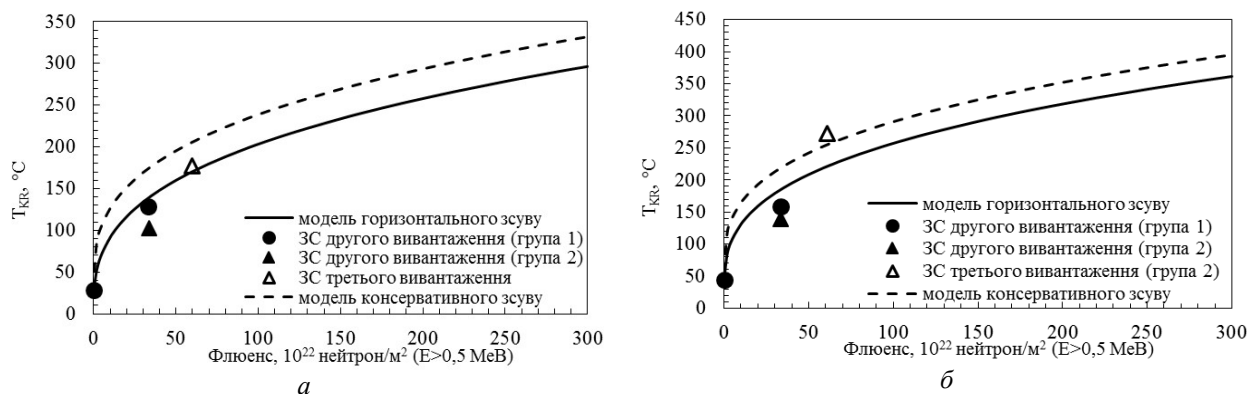 350
300
250
200
150
100
50
0
T_KR, °C
модель горизонтального зсуву
ЗС другого вивантаження (група 1)
ЗС другого вивантаження (група 2)
ЗС третього вивантаження
модель консервативного зсуву
0 50 100 150 200 250 300
Флюенс, 10²² нейтрон/м² (E>0,5 МеВ)
а
450
400
350
300
250
200
150
100
50
0
T_KR, °C
модель горизонтального зсуву
ЗС другого вивантаження (група 1)
ЗС другого вивантаження (група 2)
ЗС третього вивантаження (група 2)
модель консервативного зсуву
0 50 100 150 200 250 300
Флюенс, 10²² нейтрон/м² (E>0,5 МеВ)
б